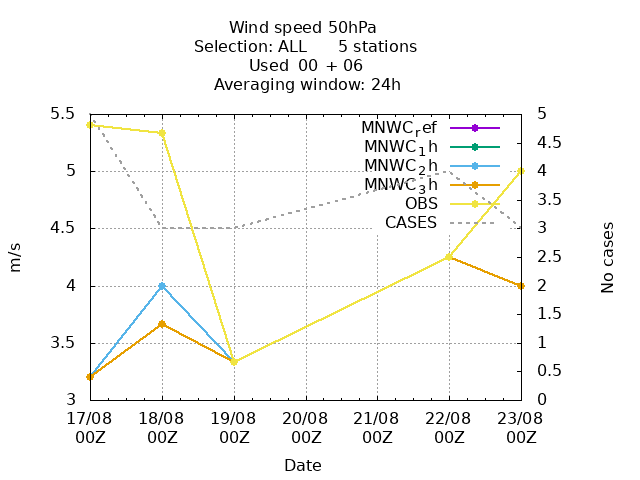 Wind speed 50hPa
Selection: ALL 5 stations
Used 00 + 06
Averaging window: 24h
5.5
5
4.5
4
3.5
3
m/s
5
4.5
4
3.5
3
2.5
2
1.5
1
0.5
0
No cases
MNWC_ref
MNWC_1h
MNWC_2h
MNWC_3h
OBS
CASES
17/08 18/08 19/08 20/08 21/08 22/08 23/08
00Z 00Z 00Z 00Z 00Z 00Z 00Z
Date